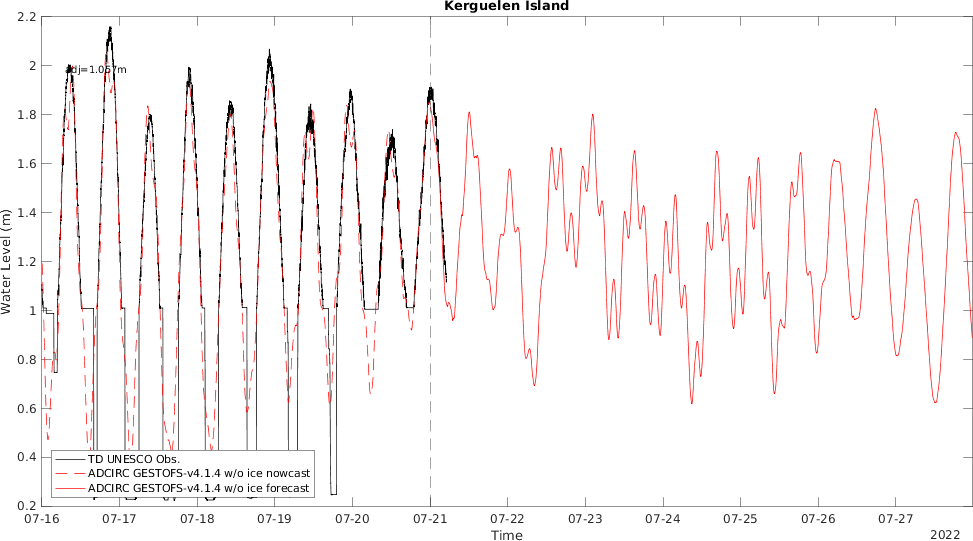 Kerguelen Island
2.2
2
1.8
1.6
1.4
1.2
1
0.8
0.6
0.4
0.2
Water Level (m)
adj=1.057m
TD UNESCO Obs.
ADCIRC GESTOFS-v4.1.4 w/o ice nowcast
ADCIRC GESTOFS-v4.1.4 w/o ice forecast
07-16 07-17 07-18 07-19 07-20 07-21 07-22 07-23 07-24 07-25 07-26 07-27
Time
2022